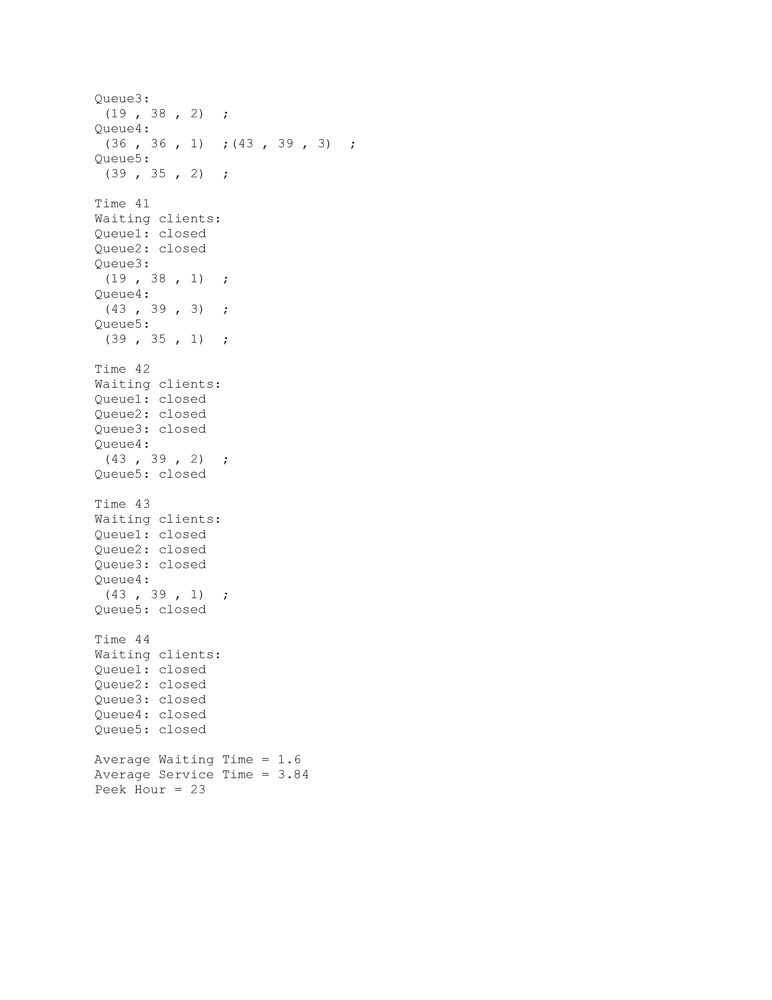 Queue3:
 (19 , 38 , 2)  ;
Queue4:
 (36 , 36 , 1)  ;(43 , 39 , 3)  ;
Queue5:
 (39 , 35 , 2)  ;

Time 41
Waiting clients:
Queue1: closed
Queue2: closed
Queue3:
 (19 , 38 , 1)  ;
Queue4:
 (43 , 39 , 3)  ;
Queue5:
 (39 , 35 , 1)  ;

Time 42
Waiting clients:
Queue1: closed
Queue2: closed
Queue3: closed
Queue4:
 (43 , 39 , 2)  ;
Queue5: closed

Time 43
Waiting clients:
Queue1: closed
Queue2: closed
Queue3: closed
Queue4:
 (43 , 39 , 1)  ;
Queue5: closed

Time 44
Waiting clients:
Queue1: closed
Queue2: closed
Queue3: closed
Queue4: closed
Queue5: closed

Average Waiting Time = 1.6
Average Service Time = 3.84
Peek Hour = 23